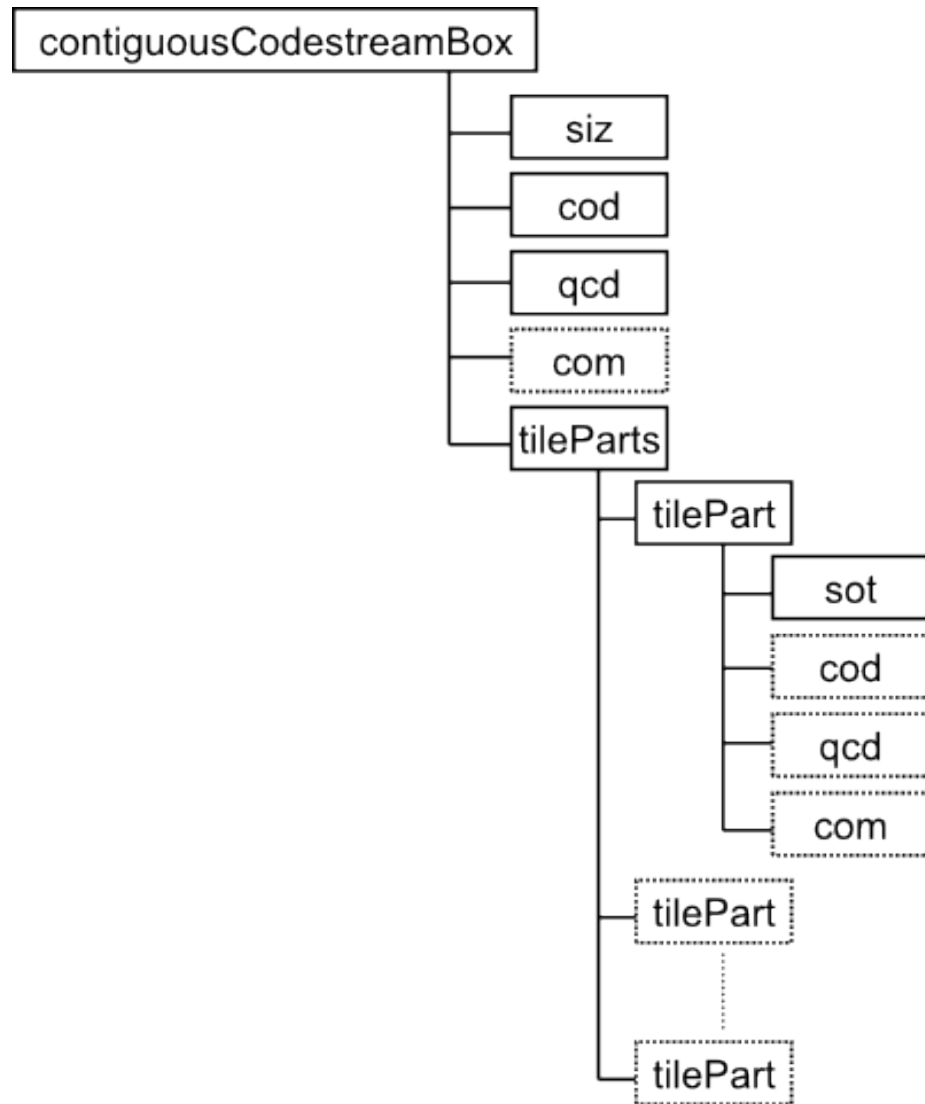 contiguousCodestreamBox
siz
cod
qcd
com
tileParts
tilePart
sot
cod
qcd
com
tilePart
tilePart